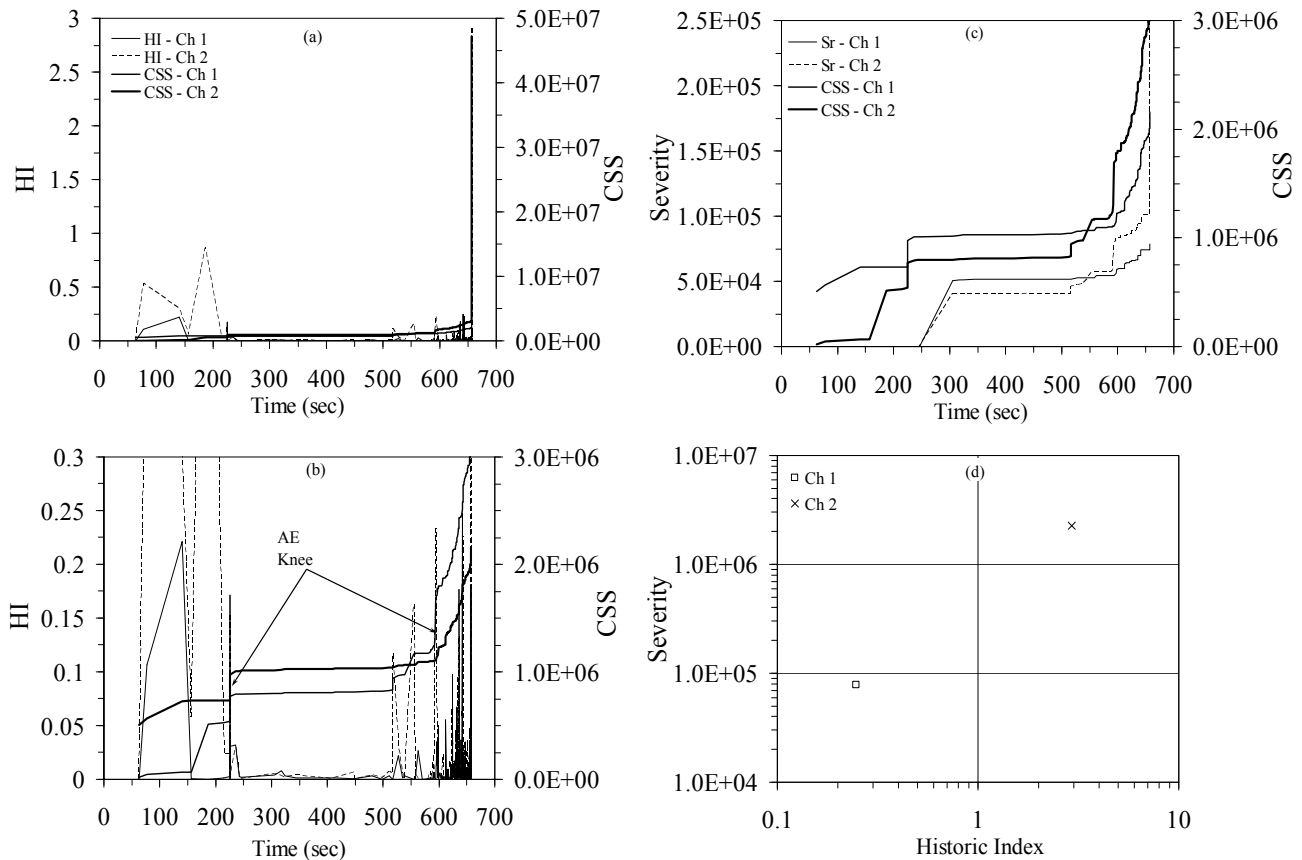 (a)
HI - Ch 1
HI - Ch 2
CSS - Ch 1
CSS - Ch 2
3
2.5
2
1.5
1
0.5
0
HI
5.0E+07
4.0E+07
3.0E+07
2.0E+07
1.0E+07
0.0E+00
CSS
0 100 200 300 400 500 600 700
Time (sec)
(c)
Sr - Ch 1
Sr - Ch 2
CSS - Ch 1
CSS - Ch 2
2.5E+05
2.0E+05
1.5E+05
1.0E+05
5.0E+04
0.0E+00
Severity
3.0E+06
2.0E+06
1.0E+06
0.0E+00
CSS
0 100 200 300 400 500 600 700
Time (sec)
(b)
AE
Knee
0.3
0.25
0.2
0.15
0.1
0.05
0
HI
3.0E+06
2.0E+06
1.0E+06
0.0E+00
CSS
0 100 200 300 400 500 600 700
Time (sec)
(d)
Ch 1
Ch 2
1.0E+07
1.0E+06
1.0E+05
1.0E+04
Severity
0.1 1 10
Historic Index